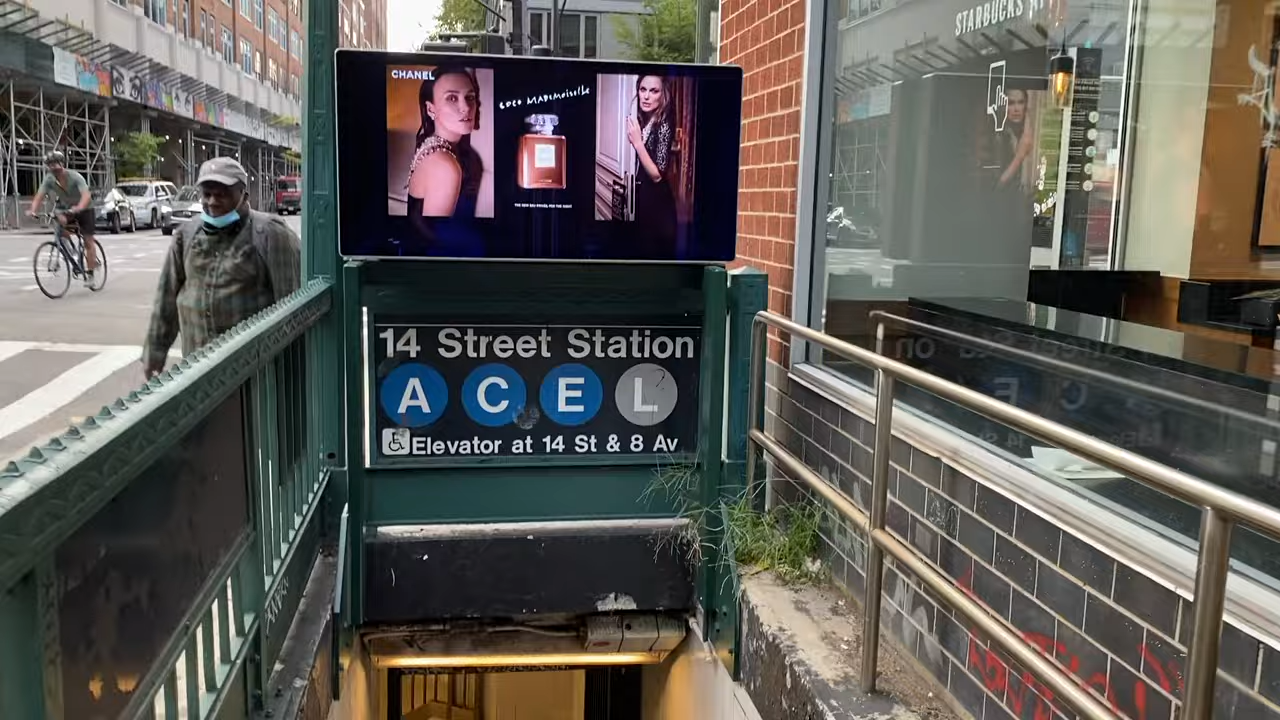 CHANEL
COCO MADEMOISELLE
STARBUCKS
14 Street Station
A C E L
Elevator at 14 St & 8 Av